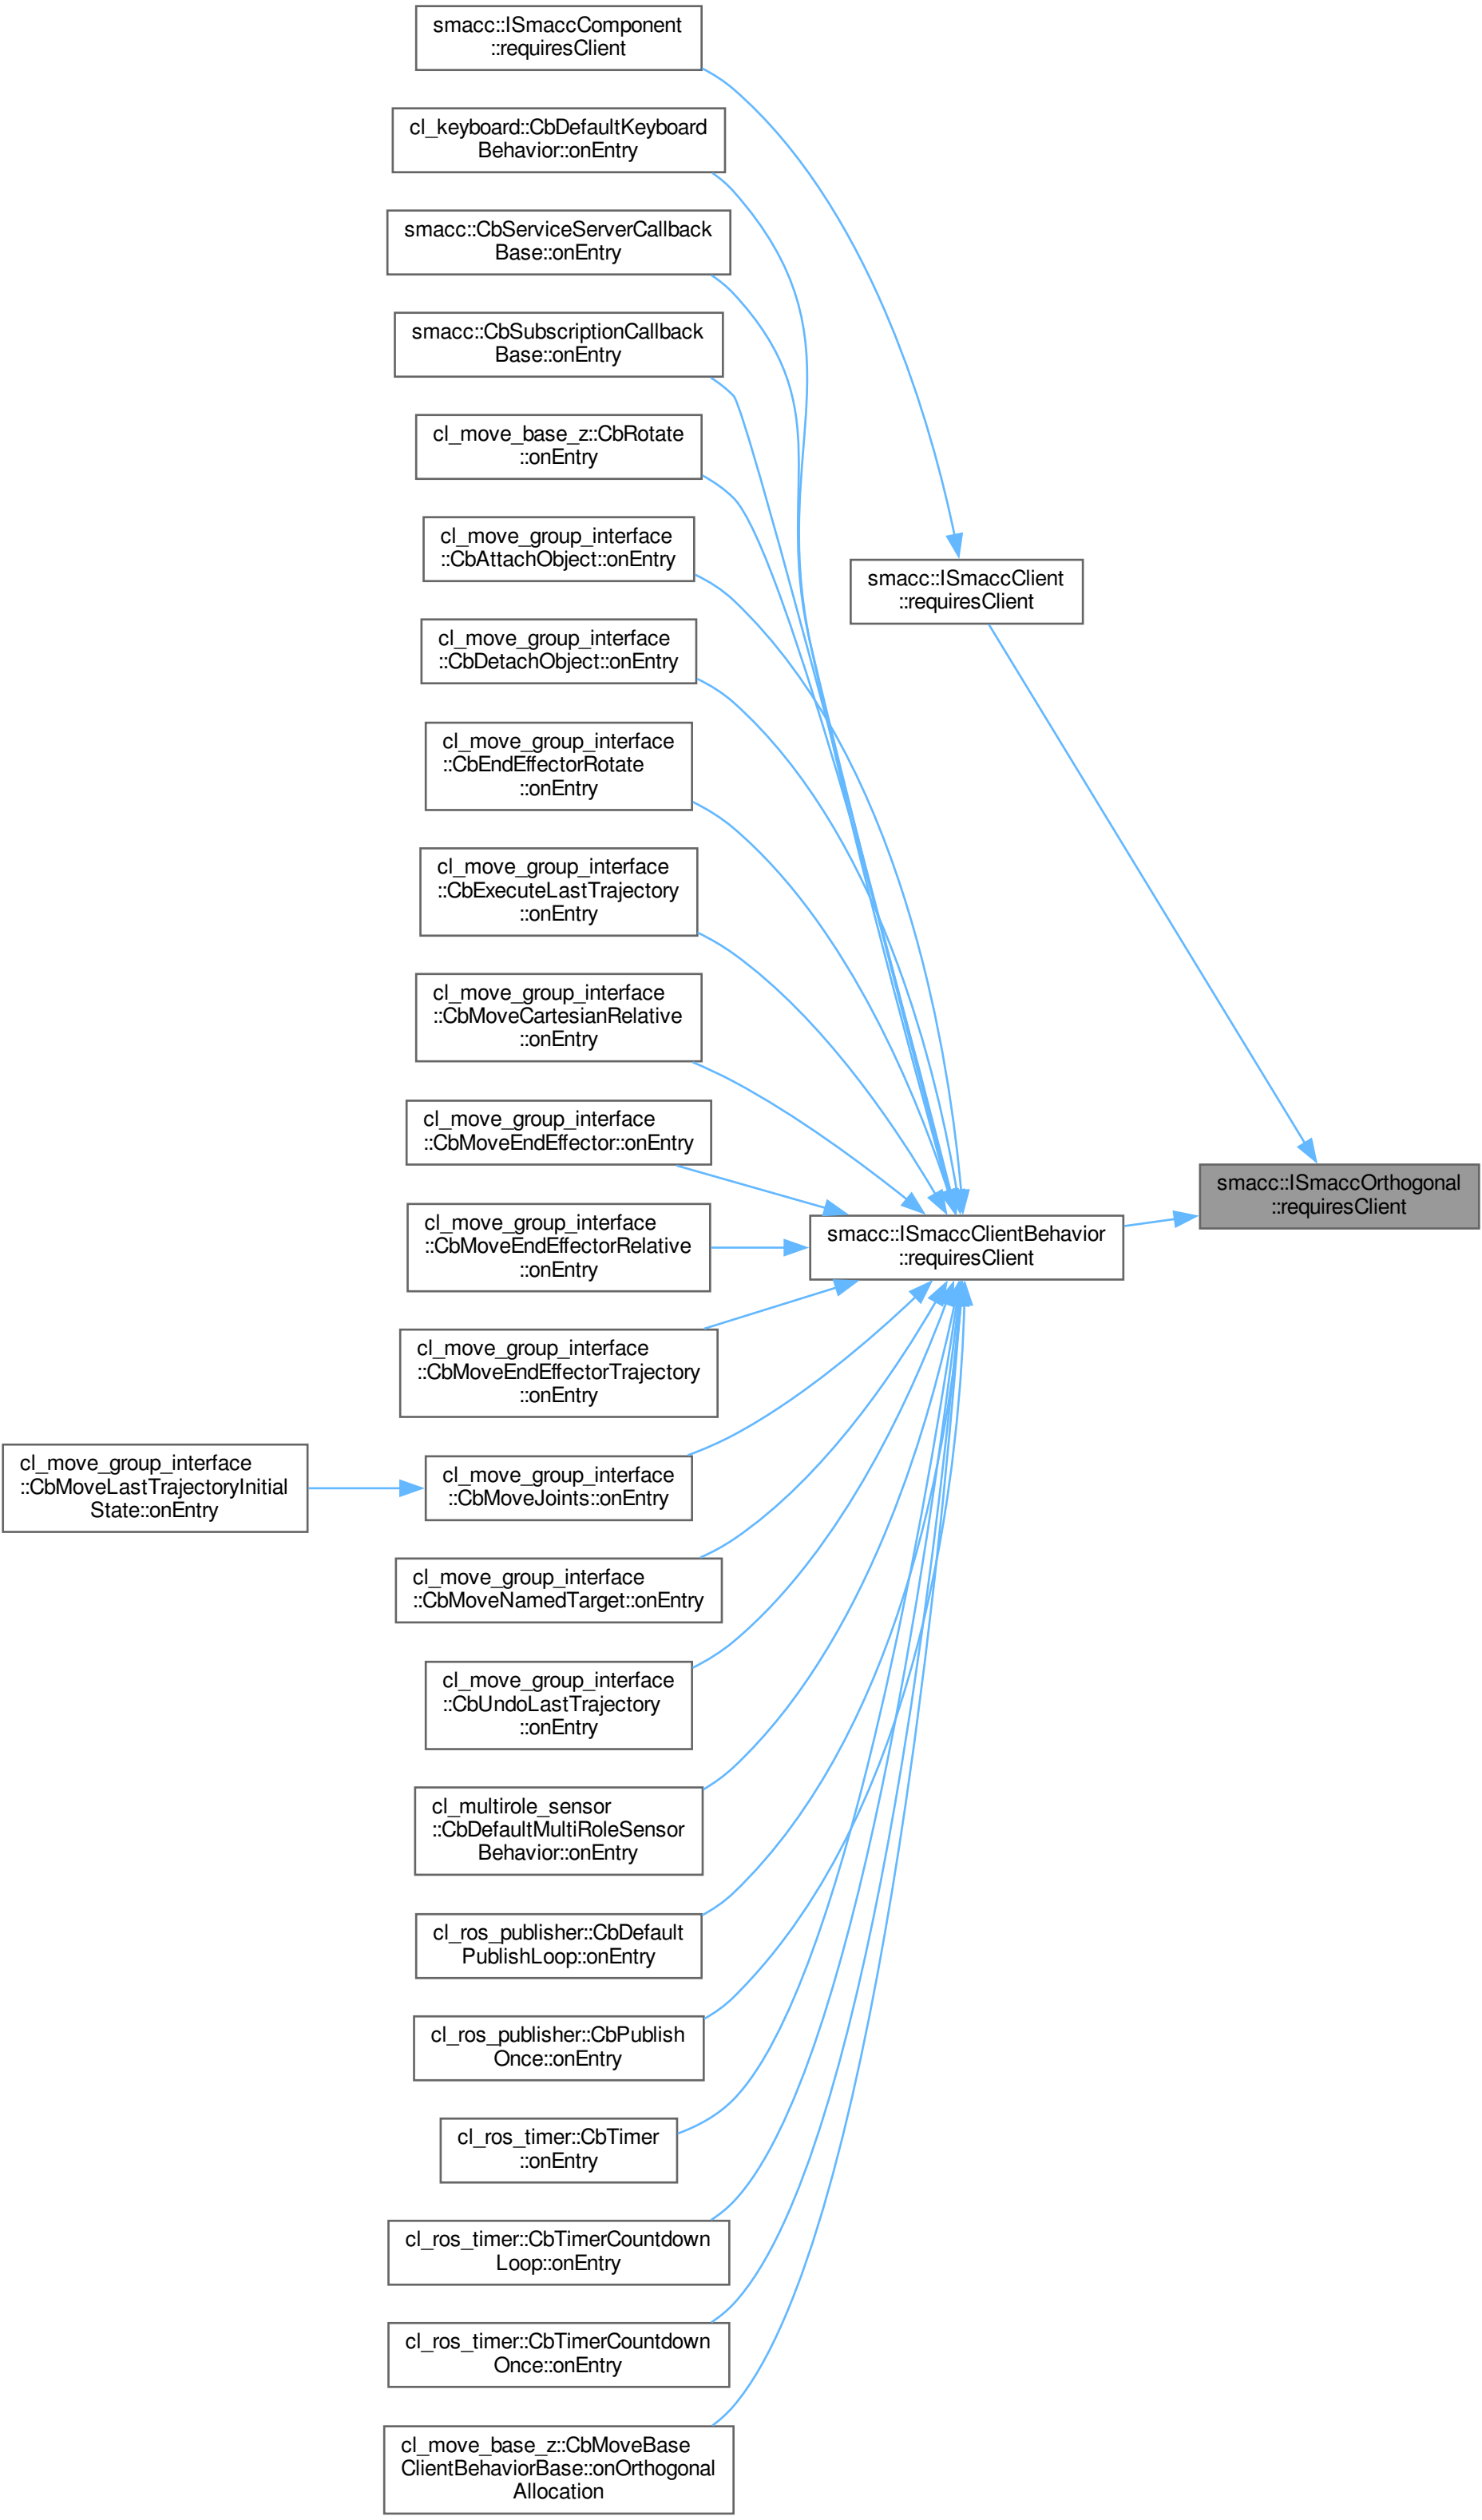 smacc::ISmaccComponent
::requiresClient
cl_keyboard::CbDefaultKeyboard
Behavior::onEntry
smacc::CbServiceServerCallback
Base::onEntry
smacc::CbSubscriptionCallback
Base::onEntry
cl_move_base_z::CbRotate
::onEntry
cl_move_group_interface
::CbAttachObject::onEntry
smacc::ISmaccClient
::requiresClient
cl_move_group_interface
::CbDetachObject::onEntry
cl_move_group_interface
::CbEndEffectorRotate
::onEntry
cl_move_group_interface
::CbExecuteLastTrajectory
::onEntry
cl_move_group_interface
::CbMoveCartesianRelative
::onEntry
cl_move_group_interface
::CbMoveEndEffector::onEntry
smacc::ISmaccOrthogonal
::requiresClient
cl_move_group_interface
::CbMoveEndEffectorRelative
::onEntry
smacc::ISmaccClientBehavior
::requiresClient
cl_move_group_interface
::CbMoveEndEffectorTrajectory
::onEntry
cl_move_group_interface
::CbMoveLastTrajectoryInitial
State::onEntry
cl_move_group_interface
::CbMoveJoints::onEntry
cl_move_group_interface
::CbMoveNamedTarget::onEntry
cl_move_group_interface
::CbUndoLastTrajectory
::onEntry
cl_multirole_sensor
::CbDefaultMultiRoleSensor
Behavior::onEntry
cl_ros_publisher::CbDefault
PublishLoop::onEntry
cl_ros_publisher::CbPublish
Once::onEntry
cl_ros_timer::CbTimer
::onEntry
cl_ros_timer::CbTimerCountdown
Loop::onEntry
cl_ros_timer::CbTimerCountdown
Once::onEntry
cl_move_base_z::CbMoveBase
ClientBehaviorBase::onOrthogonal
Allocation